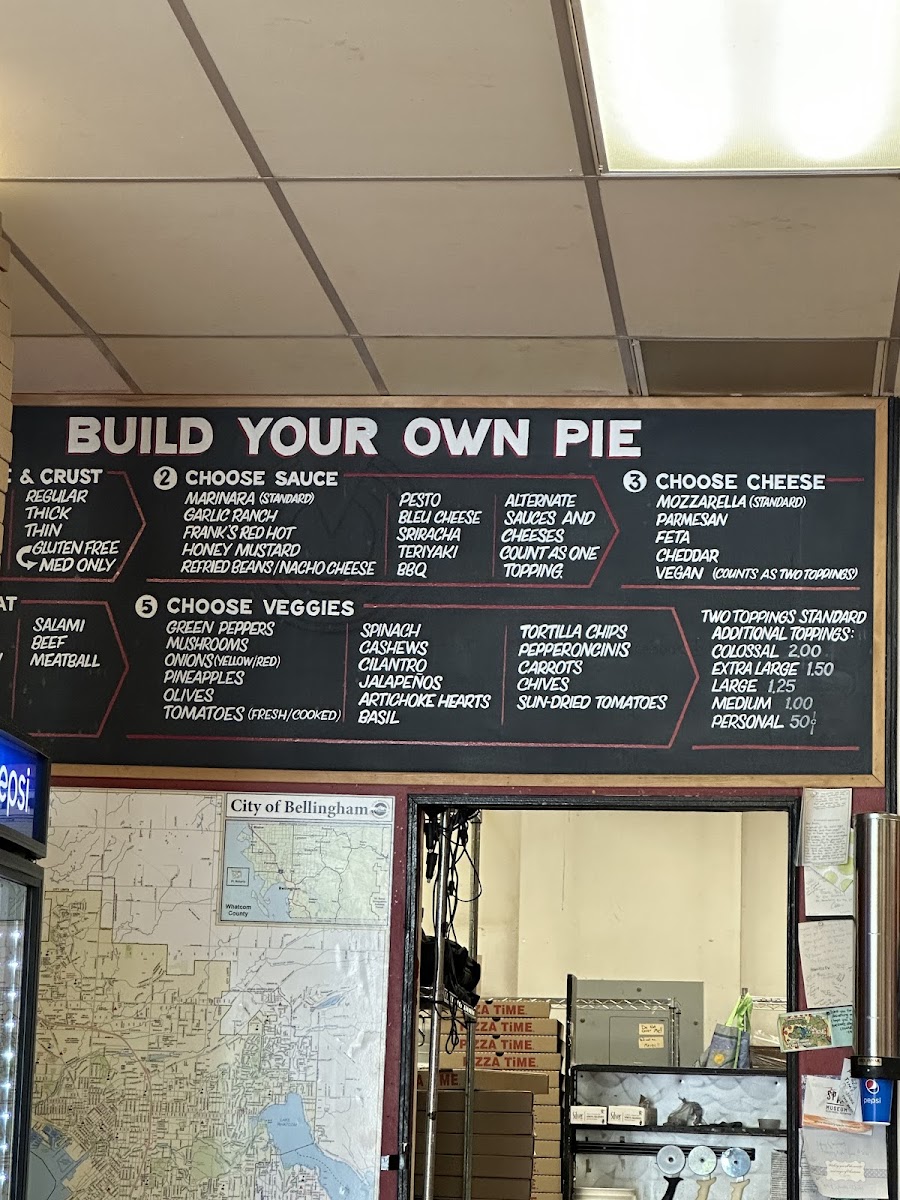 BUILD YOUR OWN PIE
& CRUST
REGULAR
THICK
THIN
GLUTEN FREE
MED ONLY
2 CHOOSE SAUCE
MARINARA (STANDARD)
GARLIC RANCH
FRANK'S RED HOT
HONEY MUSTARD
REFRIED BEANS/NACHO CHEESE
PESTO
BLEU CHEESE
SRIRACHA
TERIYAKI
BBQ
ALTERNATE
SAUCES AND
CHEESES
COUNT AS ONE
TOPPING.
3 CHOOSE CHEESE
MOZZARELLA (STANDARD)
PARMESAN
FETA
CHEDDAR
VEGAN (COUNTS AS TWO TOPPINGS)
AT
SALAMI
BEEF
MEATBALL
5 CHOOSE VEGGIES
GREEN PEPPERS
MUSHROOMS
ONIONS (YELLOW/RED)
PINEAPPLES
OLIVES
TOMATOES (FRESH/COOKED)
SPINACH
CASHEWS
CILANTRO
JALAPEÑOS
ARTICHOKE HEARTS
BASIL
TORTILLA CHIPS
PEPPERONCINIS
CARROTS
CHIVES
SUN-DRIED TOMATOES
TWO TOPPINGS STANDARD
ADDITIONAL TOPPINGS:
COLOSSAL 2.00
EXTRA LARGE 1.50
LARGE 1.25
MEDIUM 1.00
PERSONAL 50¢
epsi
City of Bellingham
Whatcom
County
ZA TiME
ZZA TiME
ZZA TiME
IZZA TiME
ME
pepsi
MUSEUM